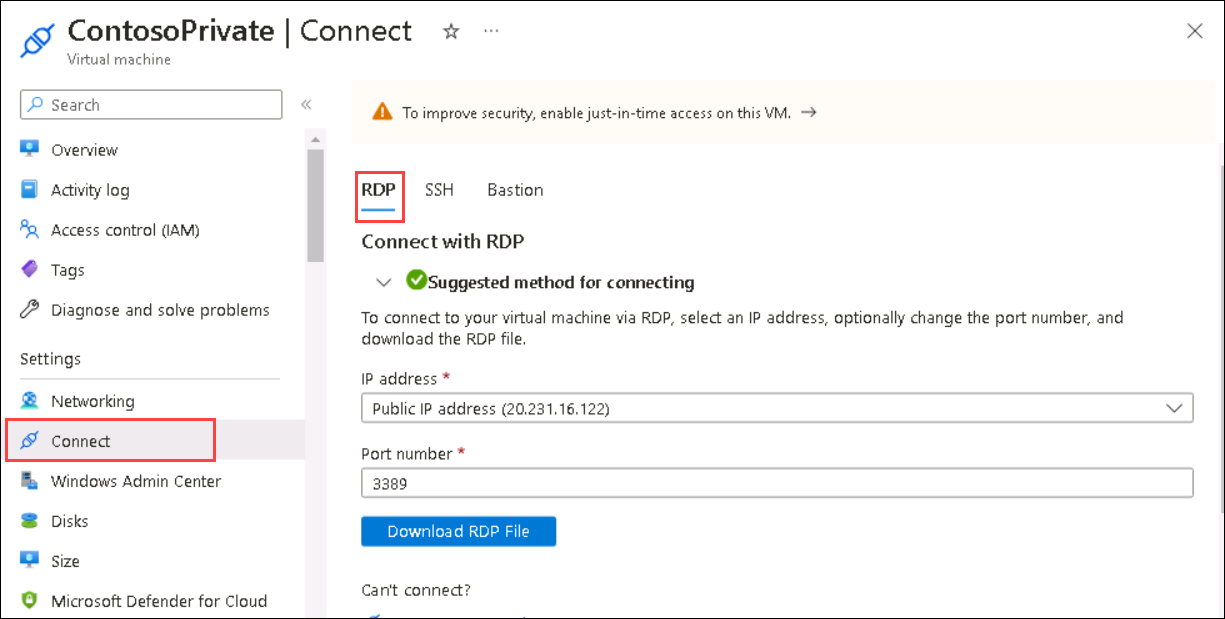 ContosoPrivate | Connect
Virtual machine
Search
Overview
Activity log
Access control (IAM)
Tags
Diagnose and solve problems
Settings
Networking
Connect
Windows Admin Center
Disks
Size
Microsoft Defender for Cloud
To improve security, enable just-in-time access on this VM. →
RDP SSH Bastion
Connect with RDP
Suggested method for connecting
To connect to your virtual machine via RDP, select an IP address, optionally change the port number, and
download the RDP file.
IP address *
Public IP address (20.231.16.122)
Port number *
3389
Download RDP File
Can't connect?